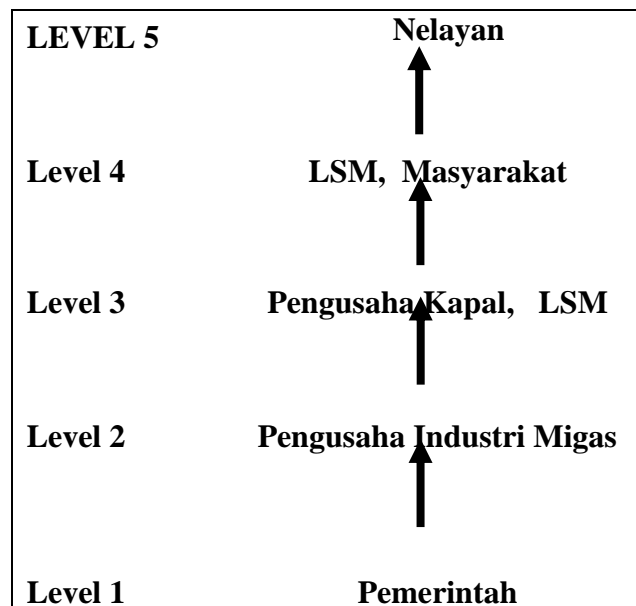 LEVEL 5 Nelayan
Level 4 LSM, Masyarakat
Level 3 Pengusaha Kapal, LSM
Level 2 Pengusaha Industri Migas
Level 1 Pemerintah